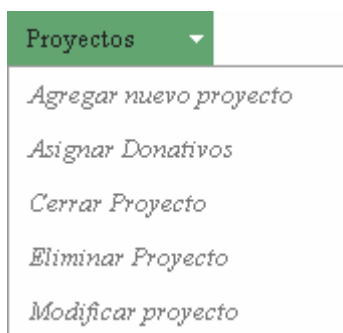 Proyectos
Agregar nuevo proyecto
Asignar Donativos
Cerrar Proyecto
Eliminar Proyecto
Modificar proyecto